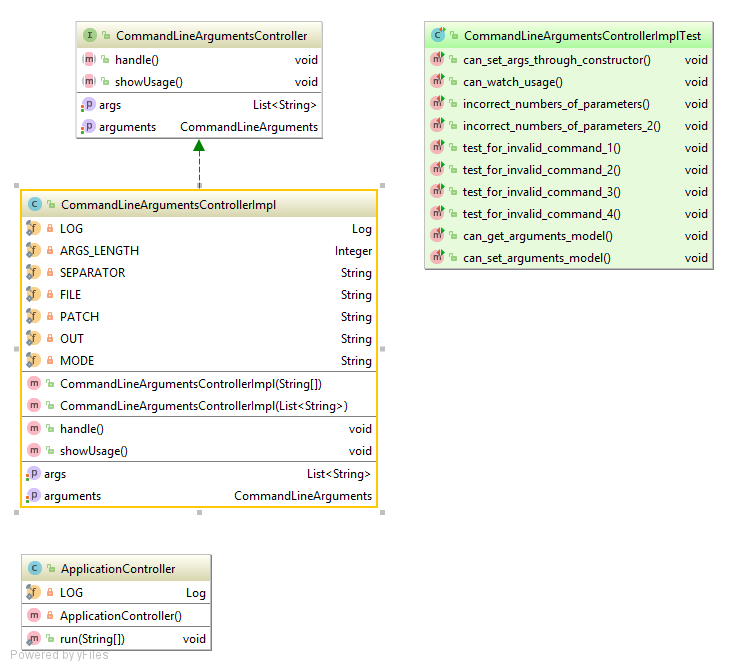 CommandLineArgumentsController
handle() void
showUsage() void
args List<String>
arguments CommandLineArguments
CommandLineArgumentsControllerImpl
LOG Log
ARGS_LENGTH Integer
SEPARATOR String
FILE String
PATCH String
OUT String
MODE String
CommandLineArgumentsControllerImpl(String[])
CommandLineArgumentsControllerImpl(List<String>)
handle() void
showUsage() void
args List<String>
arguments CommandLineArguments
ApplicationController
LOG Log
ApplicationController()
run(String[]) void
CommandLineArgumentsControllerImplTest
can_set_args_through_constructor() void
can_watch_usage() void
incorrect_numbers_of_parameters() void
incorrect_numbers_of_parameters_2() void
test_for_invalid_command_1() void
test_for_invalid_command_2() void
test_for_invalid_command_3() void
test_for_invalid_command_4() void
can_get_arguments_model() void
can_set_arguments_model() void
Powered by yFiles